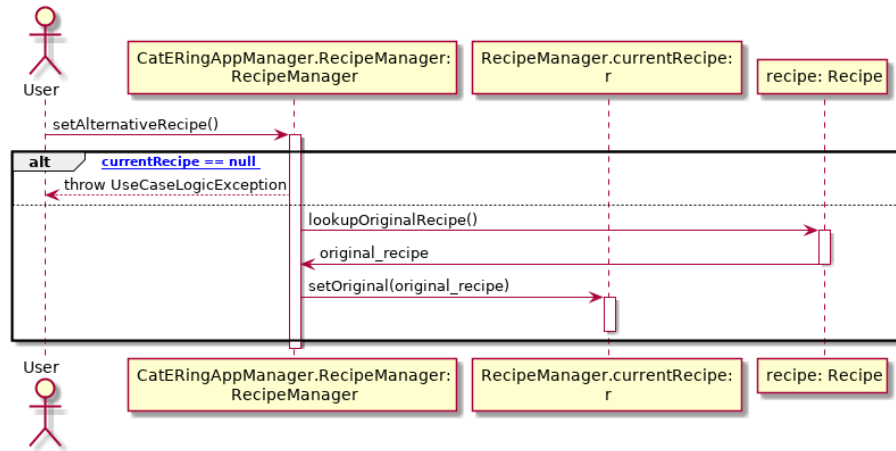 User
CatERingAppManager.RecipeManager:
RecipeManager
RecipeManager.currentRecipe:
r
recipe: Recipe
setAlternativeRecipe()
alt
currentRecipe == null
throw UseCaseLogicException
lookupOriginalRecipe()
original_recipe
setOriginal(original_recipe)
User
CatERingAppManager.RecipeManager:
RecipeManager
RecipeManager.currentRecipe:
r
recipe: Recipe